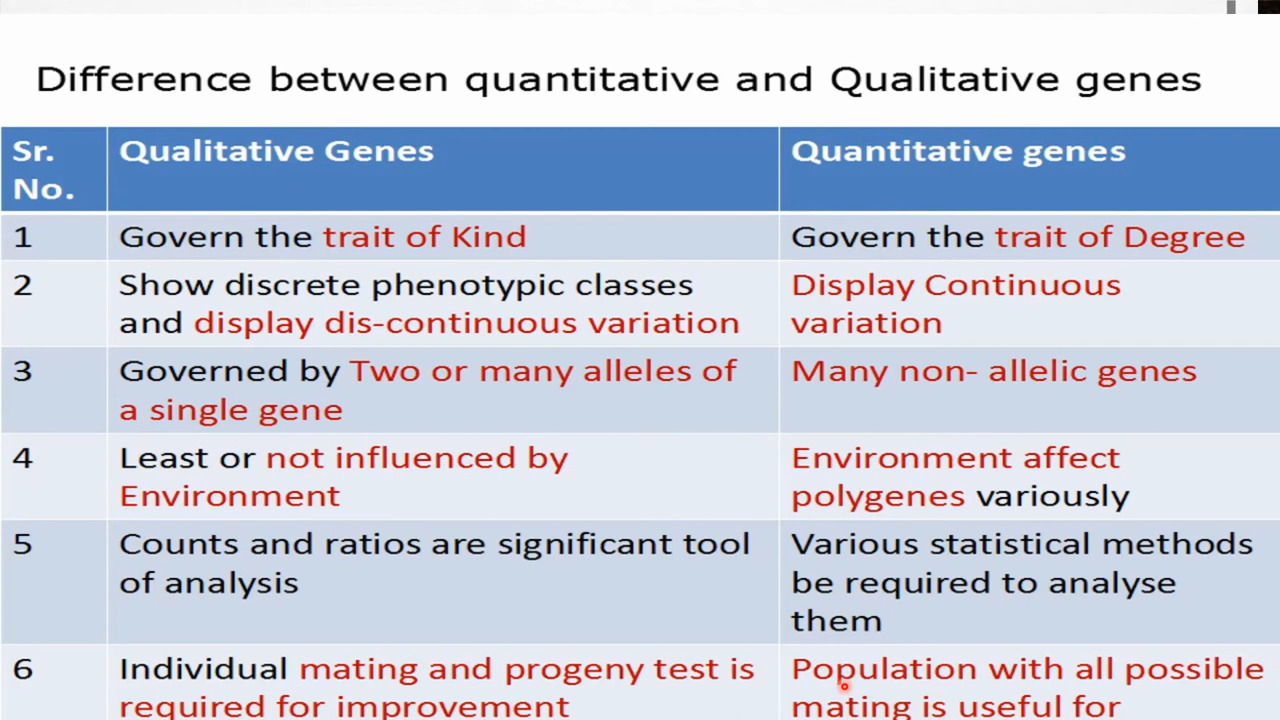 Difference between quantitative and Qualitative genes
Sr. No.
Qualitative Genes
Quantitative genes
1
Govern the trait of Kind
Govern the trait of Degree
2
Show discrete phenotypic classes
and display dis-continuous variation
Display Continuous
variation
3
Governed by Two or many alleles of
a single gene
Many non- allelic genes
4
Least or not influenced by
Environment
Environment affect
polygenes variously
5
Counts and ratios are significant tool
of analysis
Various statistical methods
be required to analyse
them
6
Individual mating and progeny test is
required for improvement
Population with all possible
mating is useful for